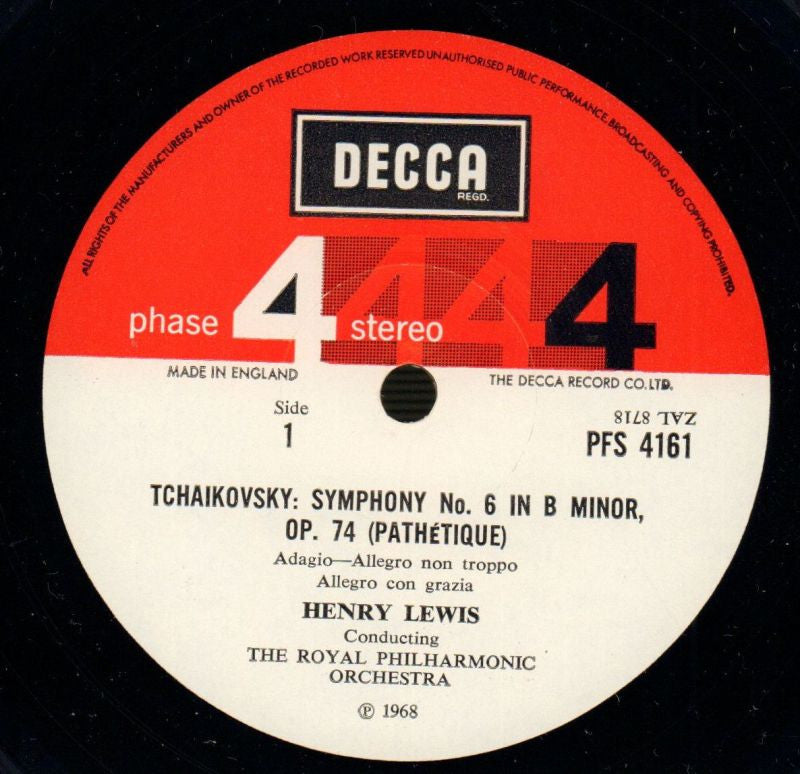 ALL RIGHTS OF THE MANUFACTURERS AND OWNER OF THE RECORDED WORK RESERVED UNAUTHORISED PUBLIC PERFORMANCE, BROADCASTING AND COPYING PROHIBITED.
DECCA
REGD.
phase 4 stereo 4 4 4
MADE IN ENGLAND
THE DECCA RECORD CO. LTD.
Side
1
ZAL 8718
PFS 4161
TCHAIKOVSKY: SYMPHONY No. 6 IN B MINOR,
OP. 74 (PATHÉTIQUE)
Adagio—Allegro non troppo
Allegro con grazia
HENRY LEWIS
Conducting
THE ROYAL PHILHARMONIC
ORCHESTRA
℗ 1968